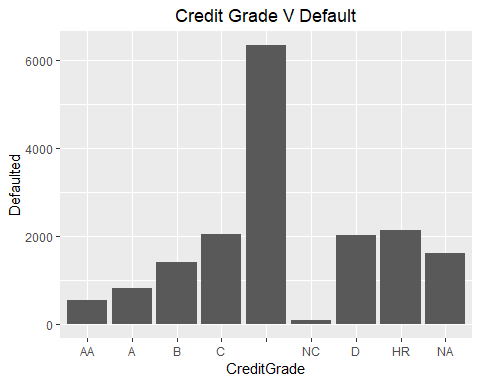 Credit Grade V Default
6000
4000
2000
0
Defaulted
AA A B C NC D HR NA
CreditGrade